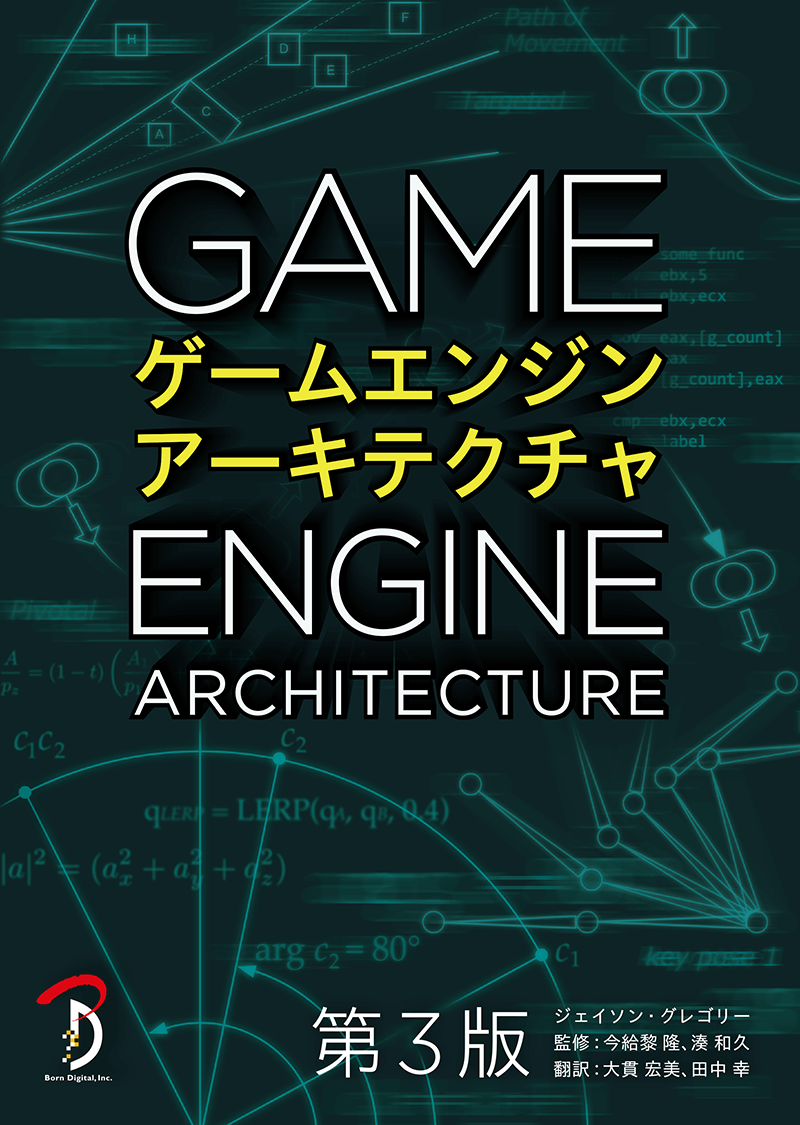 H
F
D
E
C
A
Path of
Movement
Targeted
GAME
some_func
ebx,5
ebx,ecx
eax,[g_count]
[g_count],eax
cmp ebx,ecx
label
ゲームエンジン
アーキテクチャ
ENGINE
ARCHITECTURE
Pivotal
A/p_z = (1 − t)
c₁c₂
c₂
q_LERP = LERP(q_A, q_B, 0.4)
|a|² = (a_x² + a_y² + a_z²)
arg c₂ = 80°
c₁
key pose 1
第3版
ジェイソン・グレゴリー
監修:今給黎 隆、湊 和久
翻訳:大貫 宏美、田中 幸
Born Digital, Inc.